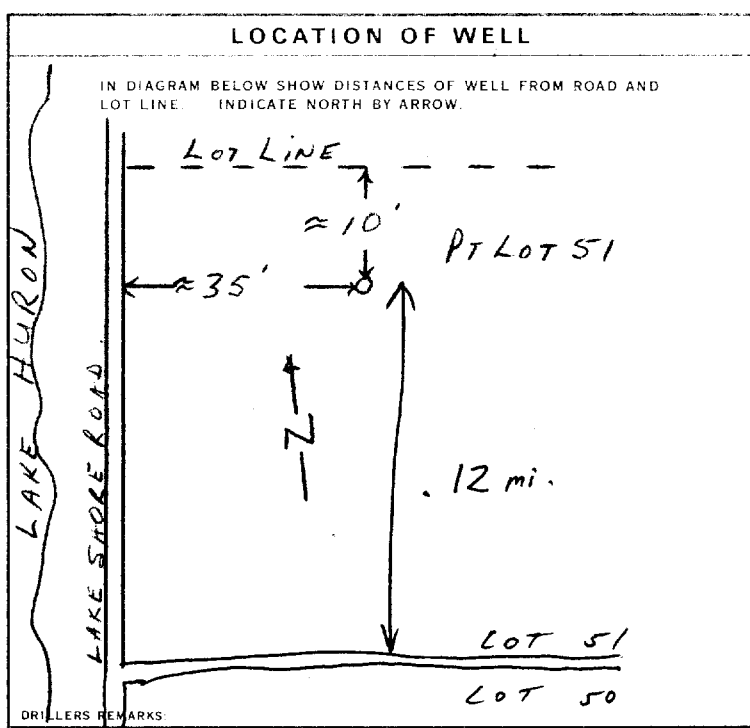 LOCATION OF WELL
IN DIAGRAM BELOW SHOW DISTANCES OF WELL FROM ROAD AND
LOT LINE. INDICATE NORTH BY ARROW.
LOT LINE
≈ 10'
PT LOT 51
≈ 35'
LAKE HURON
LAKE SHORE ROAD
N
.12 mi.
LOT 51
LOT 50
DRILLERS REMARKS: